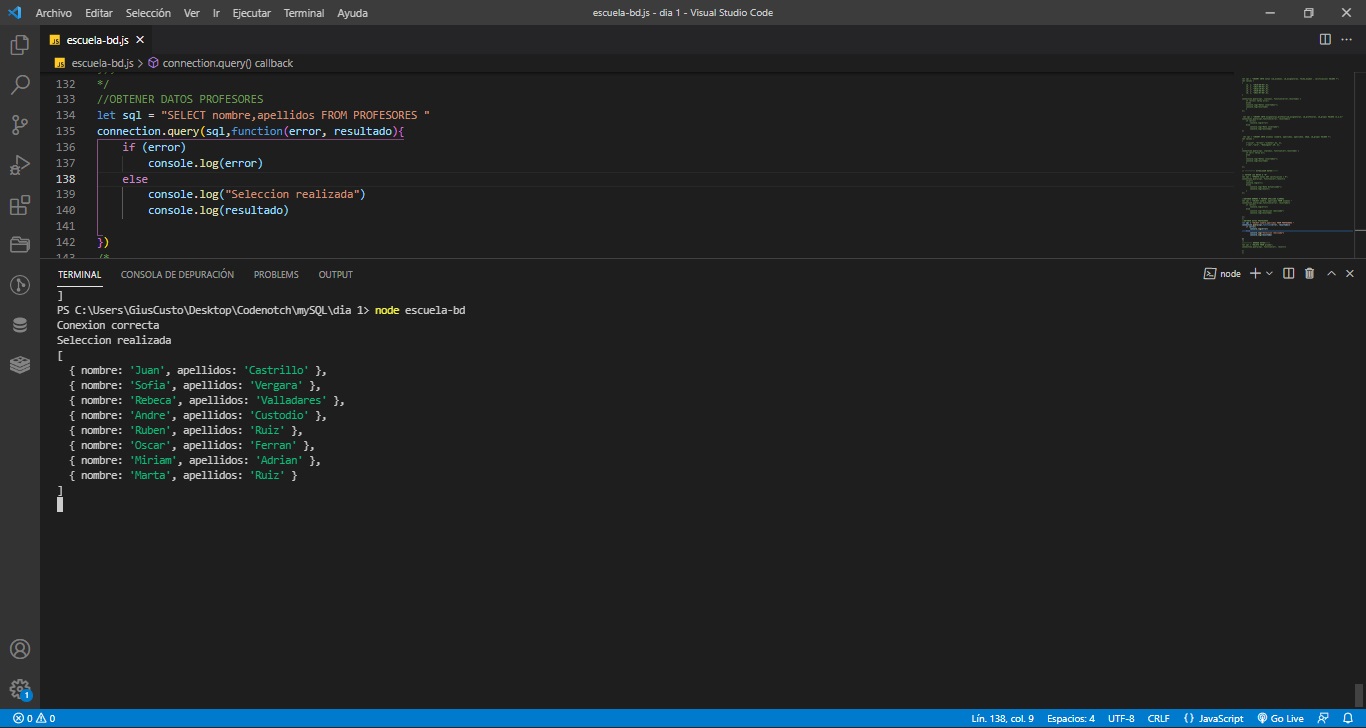 Archivo Editar Selección Ver Ir Ejecutar Terminal Ayuda
escuela-bd.js - dia 1 - Visual Studio Code
JS escuela-bd.js
JS escuela-bd.js > connection.query() callback
132 */
133 //OBTENER DATOS PROFESORES
134 let sql = "SELECT nombre,apellidos FROM PROFESORES "
135 connection.query(sql,function(error, resultado){
136 if (error)
137 console.log(error)
138 else
139 console.log("Seleccion realizada")
140 console.log(resultado)
141
142 })
143 /*
TERMINAL CONSOLA DE DEPURACIÓN PROBLEMS OUTPUT
node
]
PS C:\Users\GiusCusto\Desktop\Codenotch\mySQL\dia 1> node escuela-bd
Conexion correcta
Seleccion realizada
[
{ nombre: 'Juan', apellidos: 'Castrillo' },
{ nombre: 'Sofia', apellidos: 'Vergara' },
{ nombre: 'Rebeca', apellidos: 'Valladares' },
{ nombre: 'Andre', apellidos: 'Custodio' },
{ nombre: 'Ruben', apellidos: 'Ruiz' },
{ nombre: 'Oscar', apellidos: 'Ferran' },
{ nombre: 'Miriam', apellidos: 'Adrian' },
{ nombre: 'Marta', apellidos: 'Ruiz' }
]
1
0 0
Lín. 138, col. 9 Espacios: 4 UTF-8 CRLF {} JavaScript Go Live